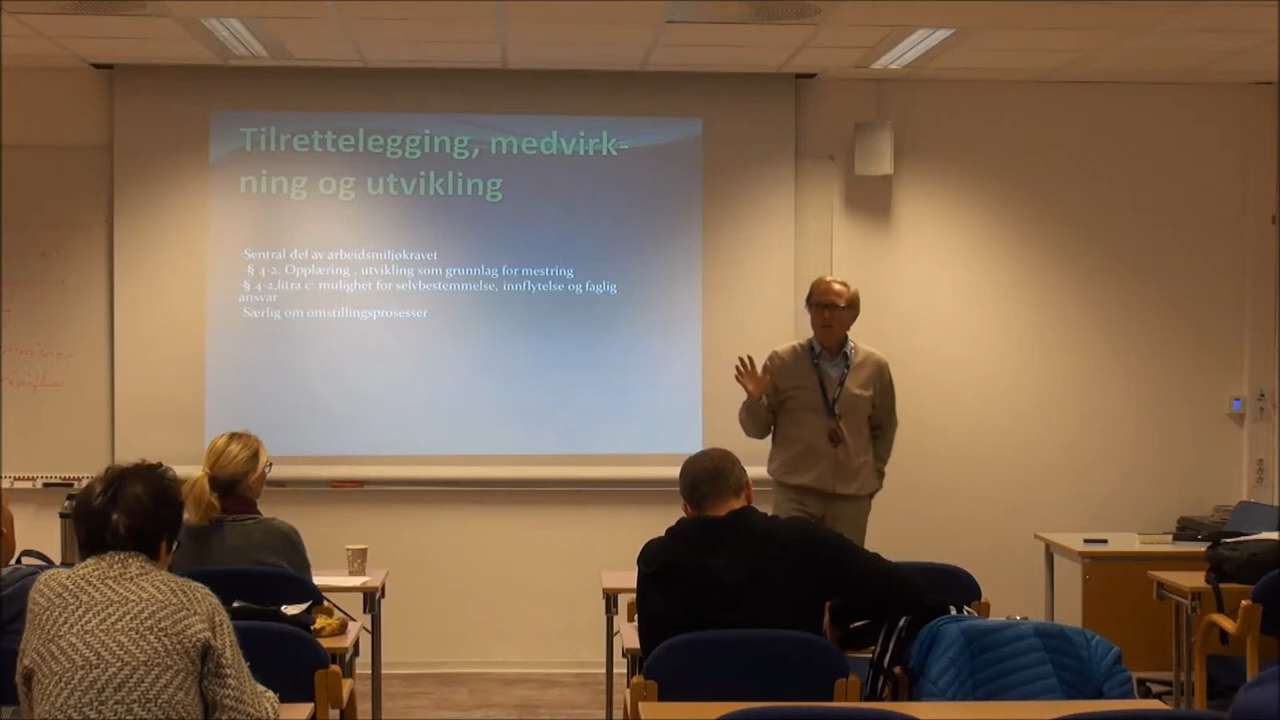 Tilrettelegging, medvirk-
ning og utvikling
Sentral del av arbeidsmiljøkravet
§ 4-2. Opplæring , utvikling som grunnlag for mestring
§ 4-2,litra c: mulighet for selvbestemmelse, innflytelse og faglig
ansvar
Særlig om omstillingsprosesser